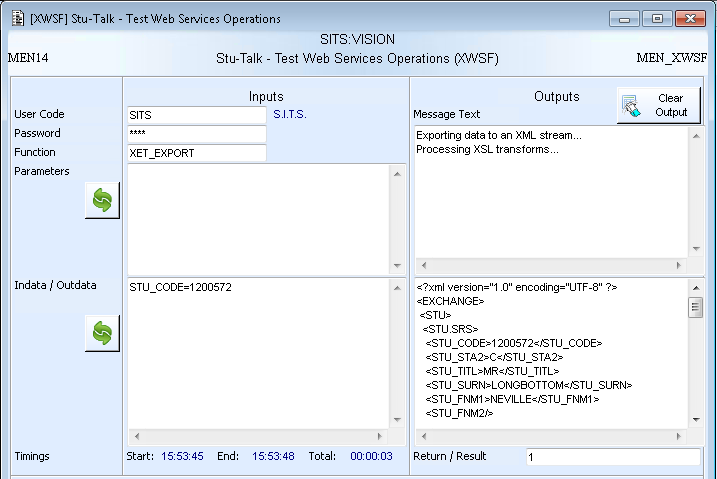 [XWSF] Stu-Talk - Test Web Services Operations
SITS:VISION
MEN14
Stu-Talk - Test Web Services Operations (XWSF)
MEN_XWSF
Inputs
Outputs
Clear Output
User Code
SITS
S.I.T.S.
Message Text
Password
****
Function
XET_EXPORT
Parameters
Exporting data to an XML stream...
Processing XSL transforms...
Indata / Outdata
STU_CODE=1200572
<?xml version="1.0" encoding="UTF-8" ?>
<EXCHANGE>
<STU>
<STU.SRS>
<STU_CODE>1200572</STU_CODE>
<STU_STA2>C</STU_STA2>
<STU_TITL>MR</STU_TITL>
<STU_SURN>LONGBOTTOM</STU_SURN>
<STU_FNM1>NEVILLE</STU_FNM1>
<STU_FNM2/>
Timings
Start: 15:53:45 End: 15:53:48 Total: 00:00:03
Return / Result
1